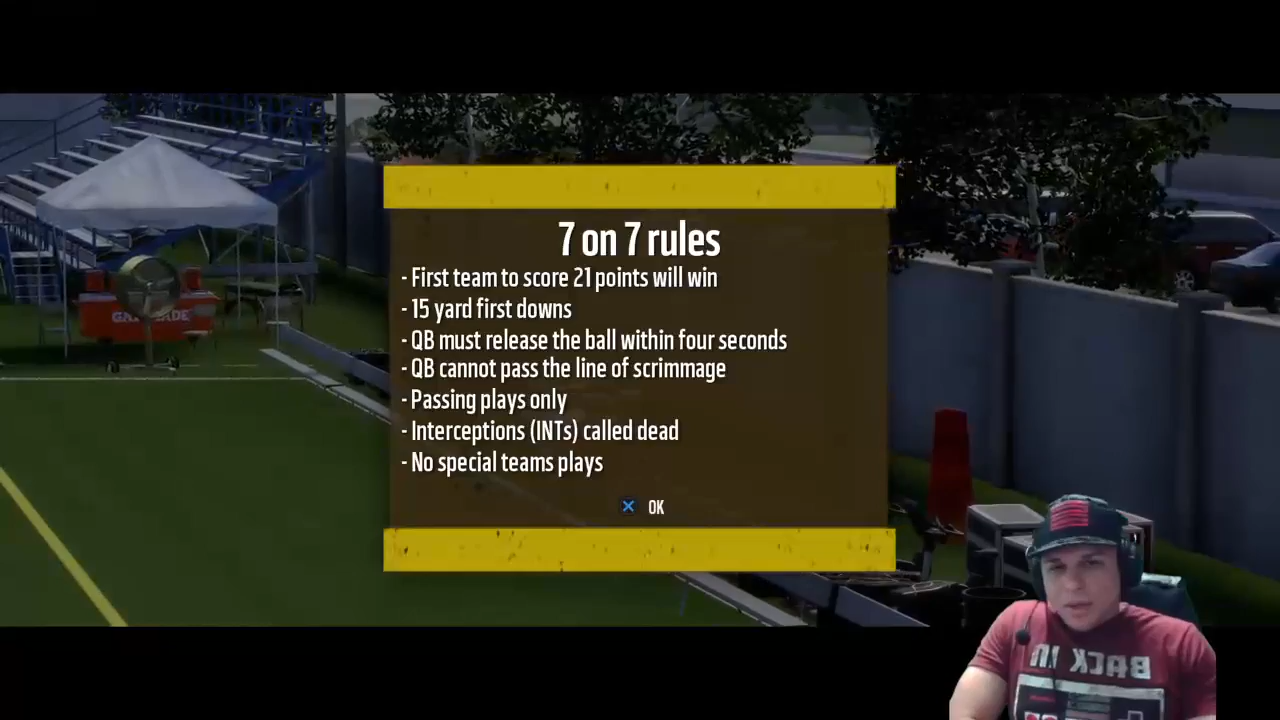 7 on 7 rules
- First team to score 21 points will win
- 15 yard first downs
- QB must release the ball within four seconds
- QB cannot pass the line of scrimmage
- Passing plays only
- Interceptions (INTs) called dead
- No special teams plays
OK
GATORADE
BACK IN